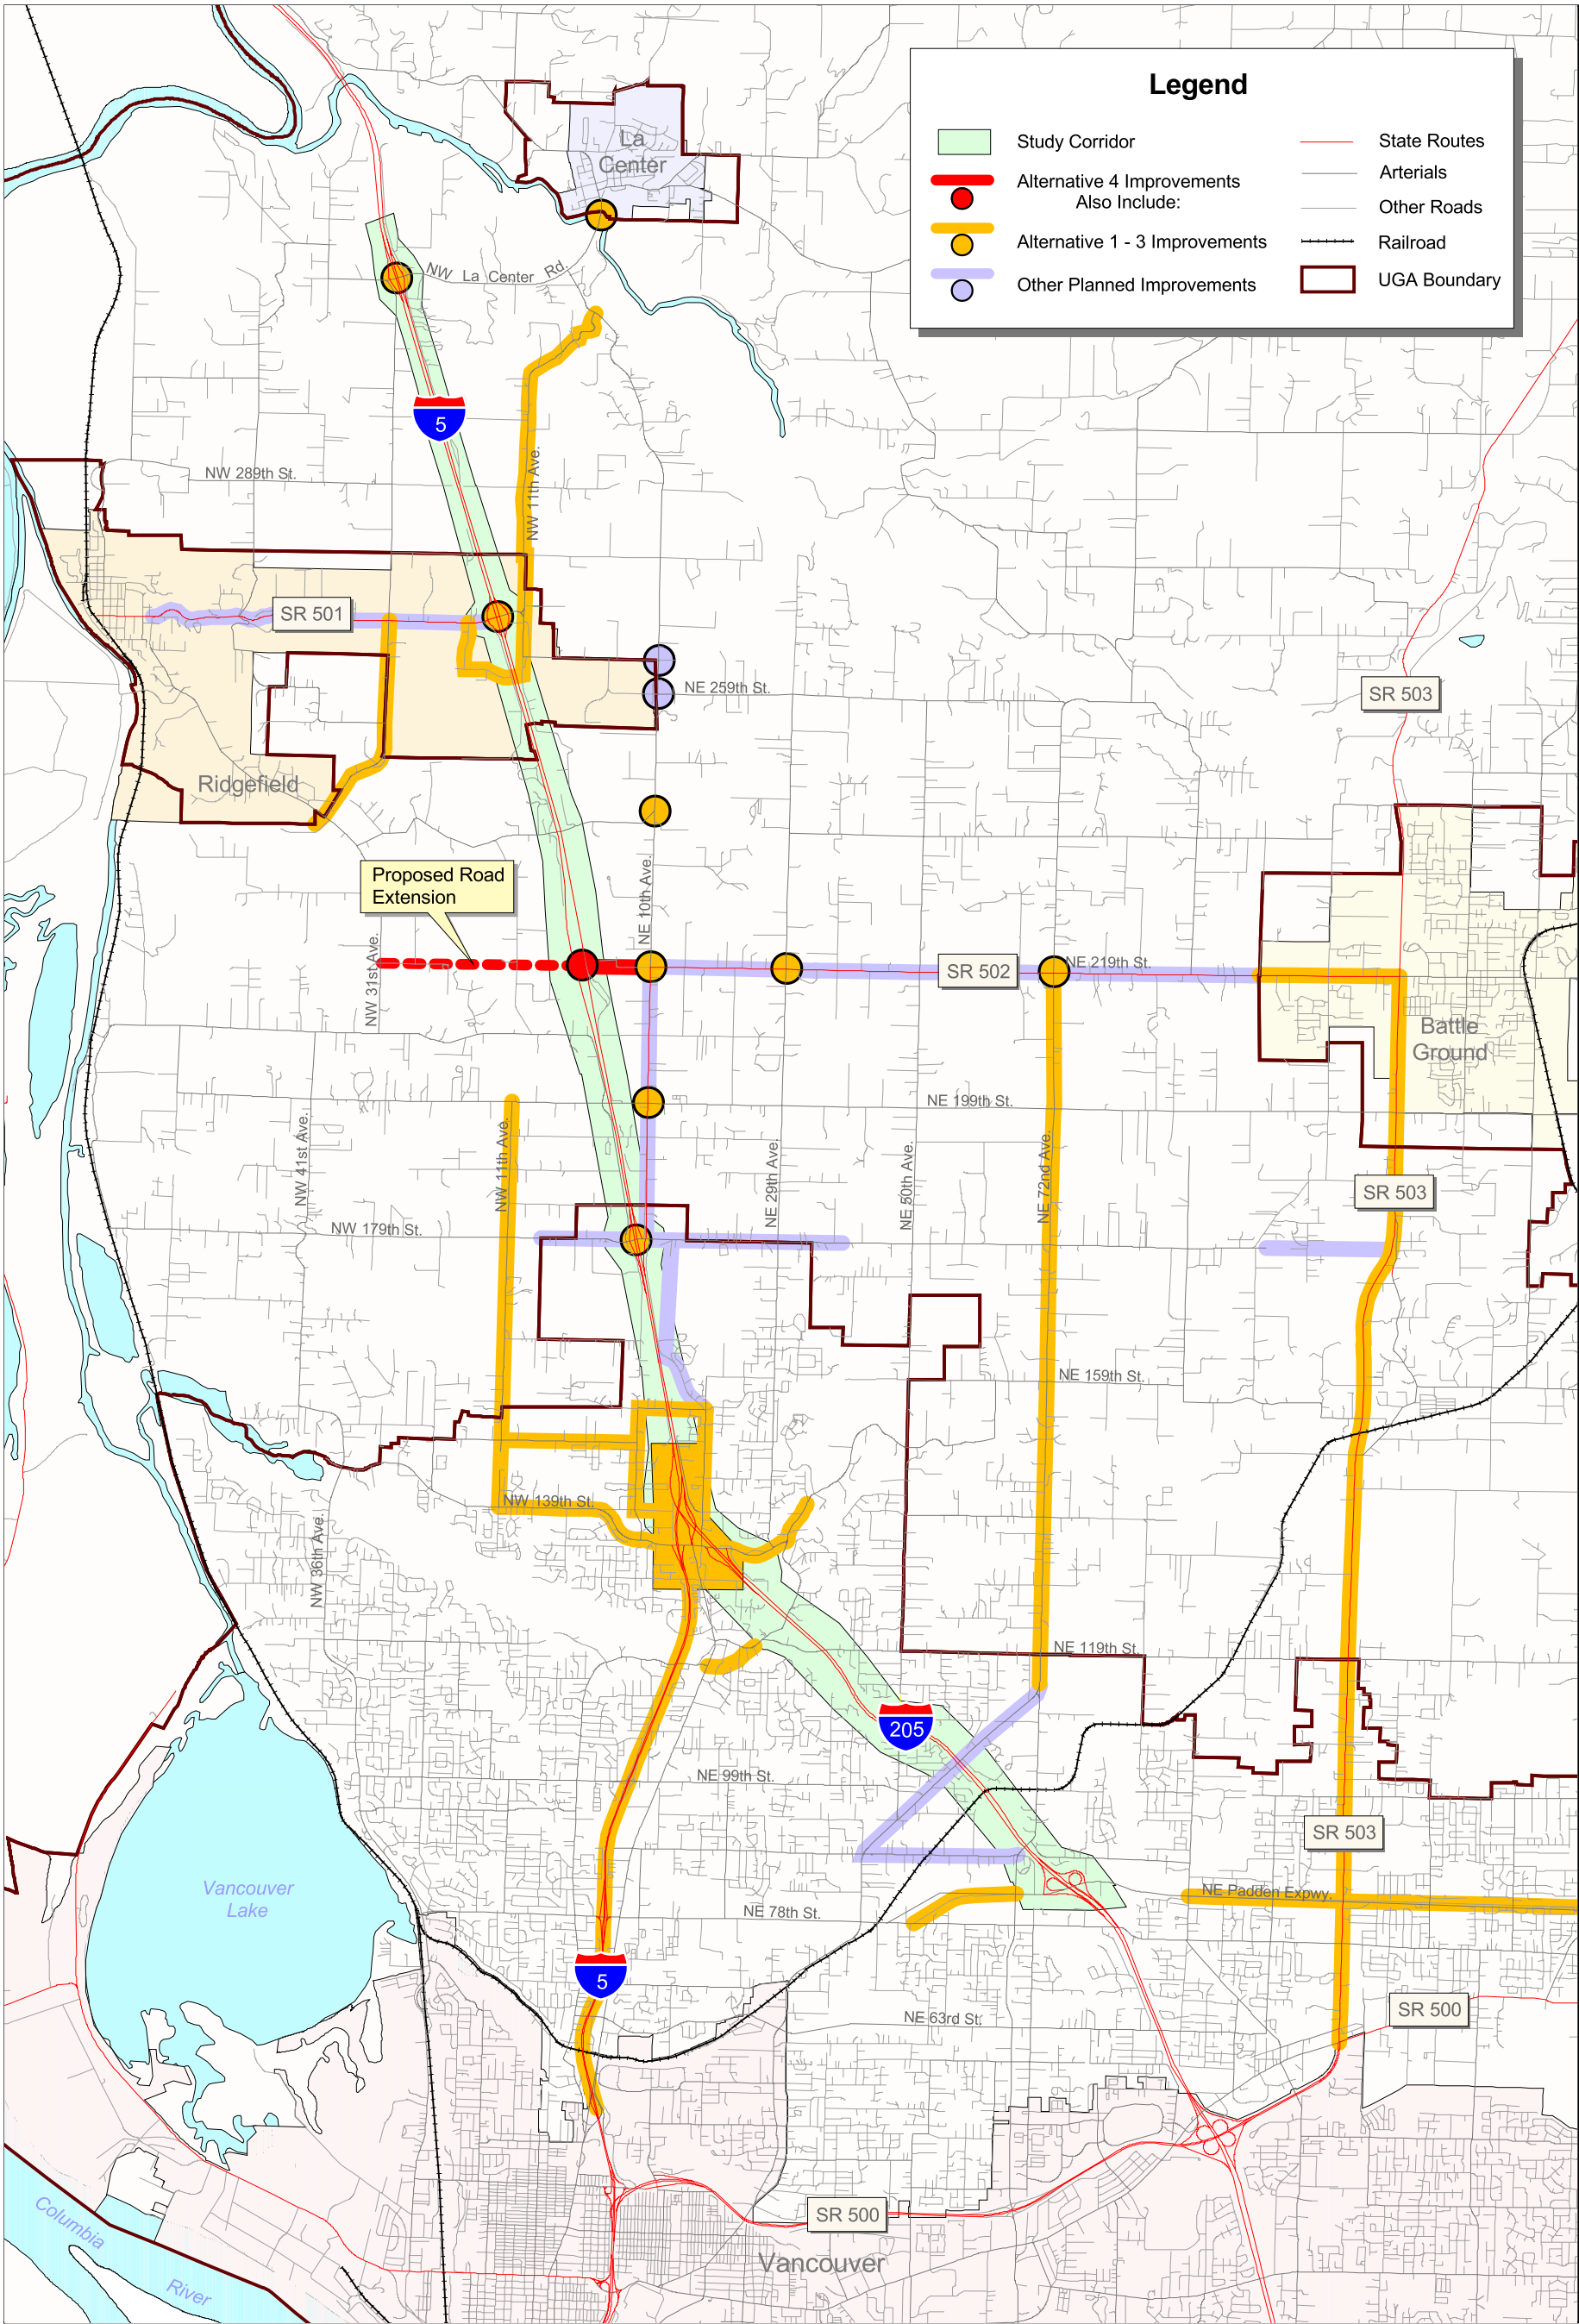 Legend
Study Corridor
Alternative 4 Improvements
Also Include:
Alternative 1 - 3 Improvements
Other Planned Improvements
State Routes
Arterials
Other Roads
Railroad
UGA Boundary
La
Center
NW La Center Rd.
5
NW 11th Ave.
NW 289th St.
SR 501
NE 259th St.
SR 503
Ridgefield
Proposed Road
Extension
NE 10th Ave.
NW 31st Ave.
SR 502
NE 219th St.
Battle
Ground
NE 199th St.
NW 41st Ave.
NW 11th Ave.
NE 29th Ave.
NE 50th Ave.
NE 72nd Ave.
SR 503
NW 179th St.
NE 159th St.
NW 139th St.
NW 36th Ave.
NE 119th St.
205
NE 99th St.
SR 503
Vancouver
Lake
NE Padden Expwy.
NE 78th St.
5
NE 63rd St.
SR 500
SR 500
Columbia
River
Vancouver